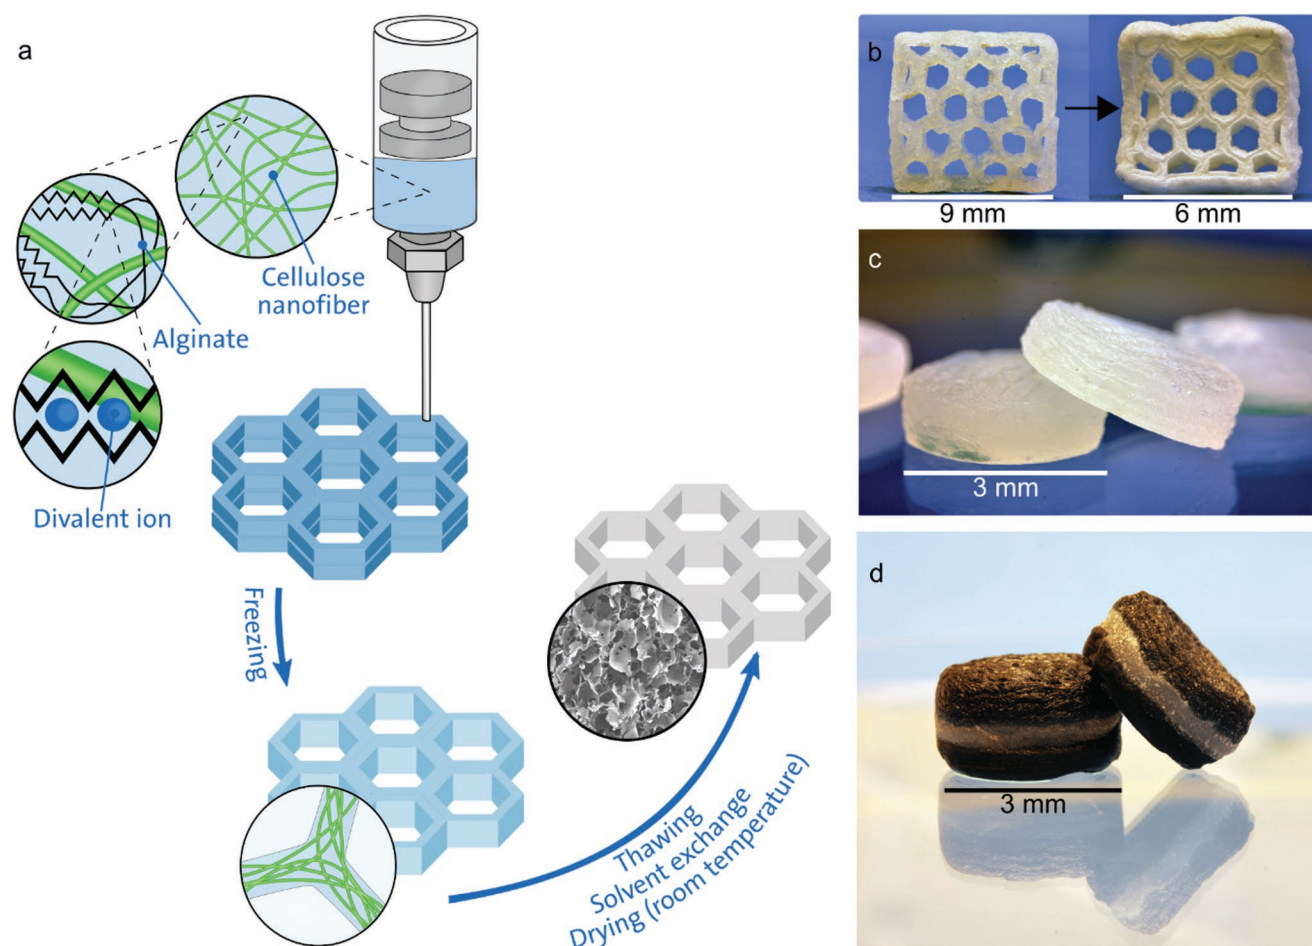 a
Cellulose
nanofiber
Alginate
Divalent ion
Freezing
Thawing
Solvent exchange
Drying (room temperature)
b
9 mm
6 mm
c
3 mm
d
3 mm